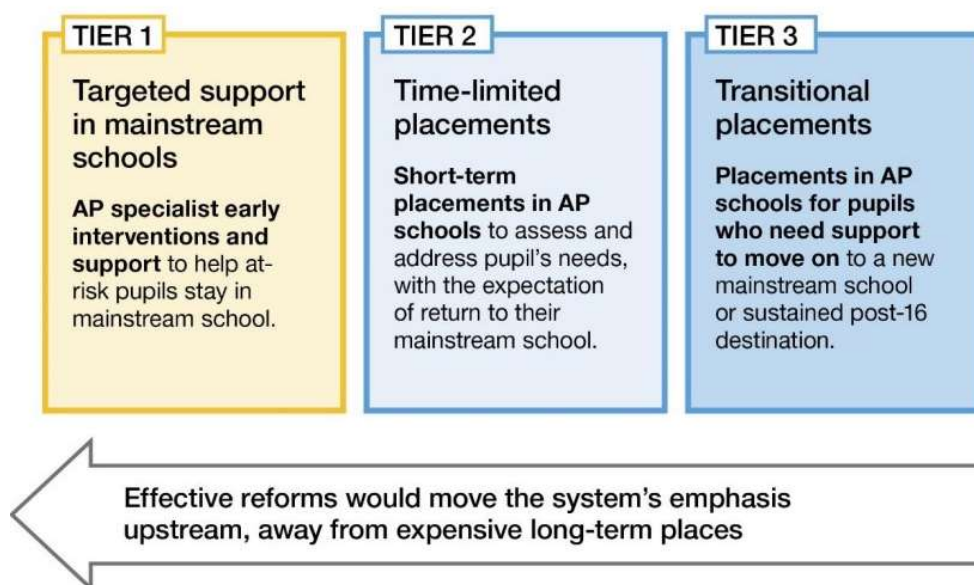 TIER 1
Targeted support
in mainstream
schools
AP specialist early
interventions and
support to help at-
risk pupils stay in
mainstream school.
TIER 2
Time-limited
placements
Short-term
placements in AP
schools to assess and
address pupil's needs,
with the expectation
of return to their
mainstream school.
TIER 3
Transitional
placements
Placements in AP
schools for pupils
who need support
to move on to a new
mainstream school
or sustained post-16
destination.
Effective reforms would move the system's emphasis
upstream, away from expensive long-term places